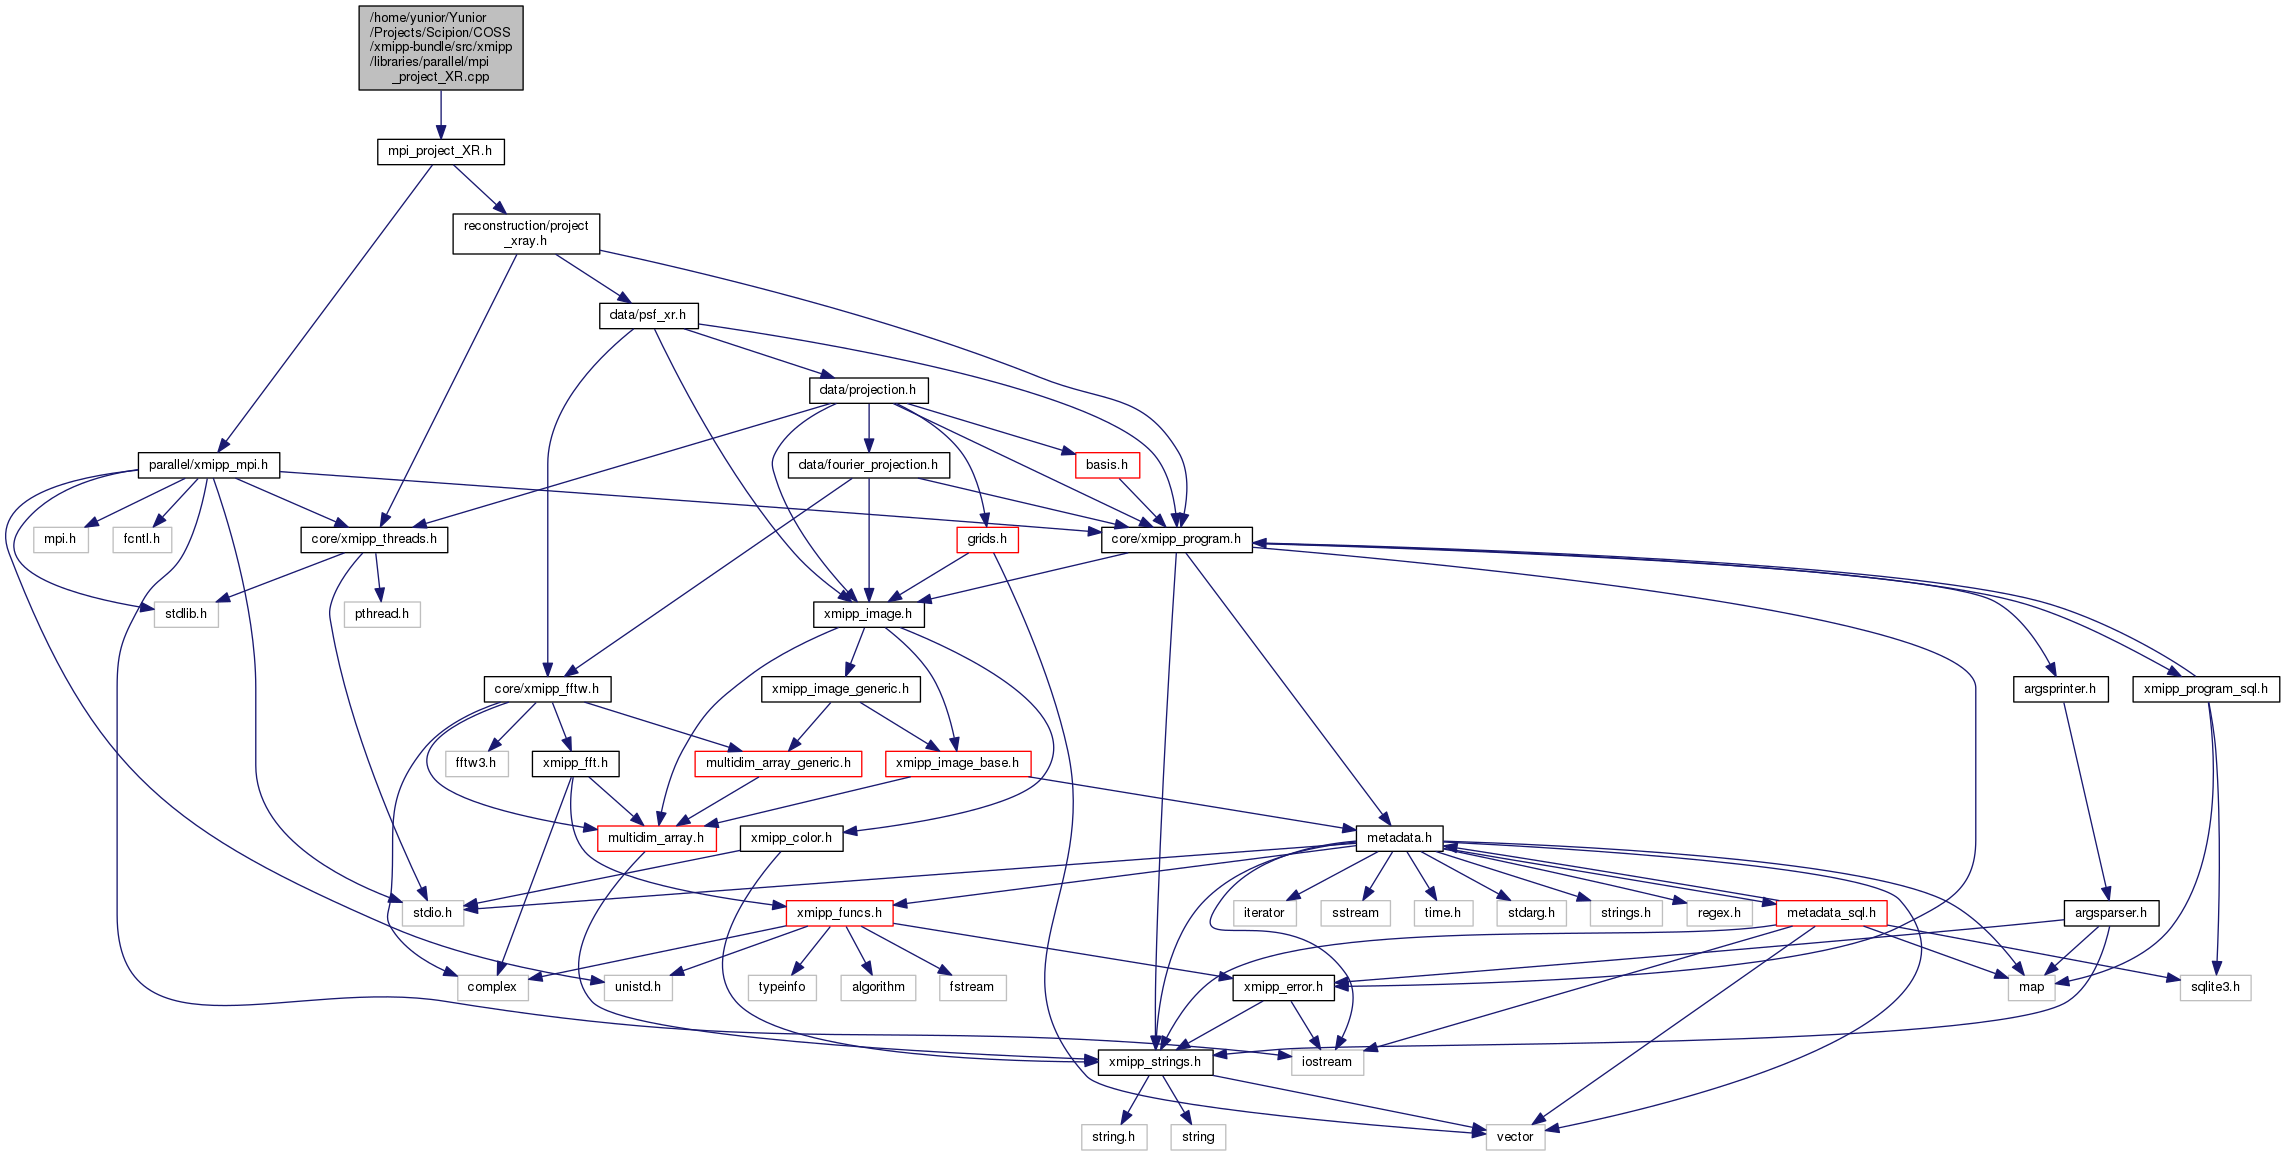 /home/yunior/Yunior
/Projects/Scipion/COSS
/xmipp-bundle/src/xmipp
/libraries/parallel/mpi
_project_XR.cpp
mpi_project_XR.h
reconstruction/project
_xray.h
data/psf_xr.h
data/projection.h
parallel/xmipp_mpi.h
data/fourier_projection.h
basis.h
mpi.h
fcntl.h
core/xmipp_threads.h
grids.h
core/xmipp_program.h
stdlib.h
pthread.h
xmipp_image.h
core/xmipp_fftw.h
xmipp_image_generic.h
argsprinter.h
xmipp_program_sql.h
fftw3.h
xmipp_fft.h
multidim_array_generic.h
xmipp_image_base.h
multidim_array.h
xmipp_color.h
metadata.h
stdio.h
xmipp_funcs.h
iterator
sstream
time.h
stdarg.h
strings.h
regex.h
metadata_sql.h
argsparser.h
complex
unistd.h
typeinfo
algorithm
fstream
xmipp_error.h
map
sqlite3.h
xmipp_strings.h
iostream
string.h
string
vector